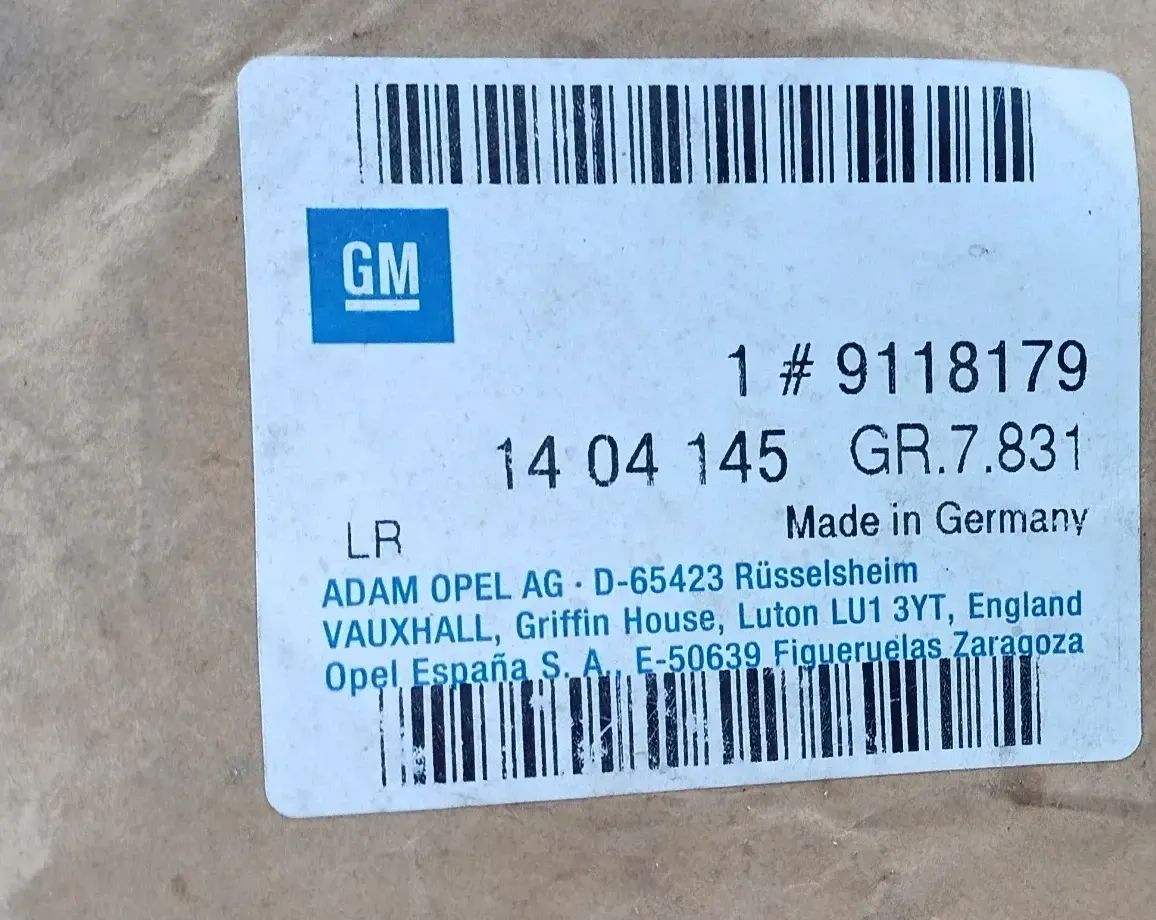 GM
1 # 9118179
14 04 145 GR.7.831
Made in Germany
LR
ADAM OPEL AG · D-65423 Rüsselsheim
VAUXHALL, Griffin House, Luton LU1 3YT, England
Opel España S. A., E-50639 Figueruelas Zaragoza